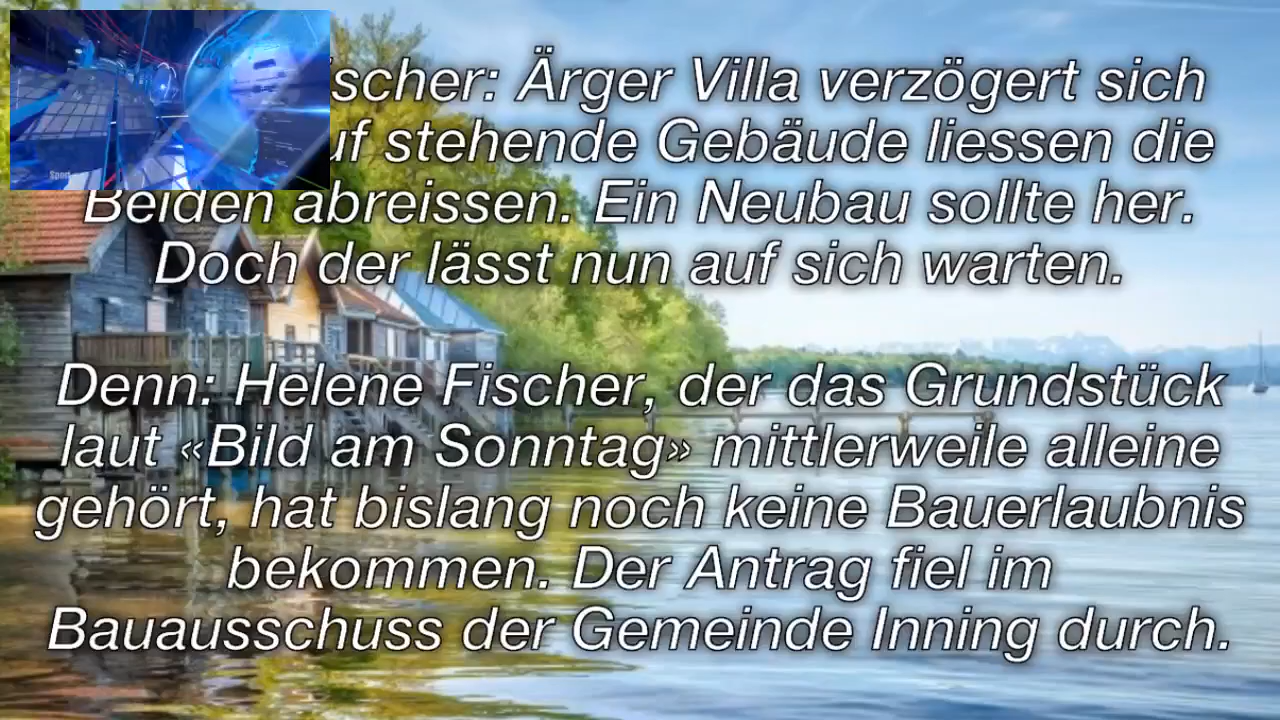 scher: Ärger Villa verzögert sich
uf stehende Gebäude liessen die
Beiden abreissen. Ein Neubau sollte her.
Doch der lässt nun auf sich warten.
Denn: Helene Fischer, der das Grundstück
laut «Bild am Sonntag» mittlerweile alleine
gehört, hat bislang noch keine Bauerlaubnis
bekommen. Der Antrag fiel im
Bauausschuss der Gemeinde Inning durch.
Sport